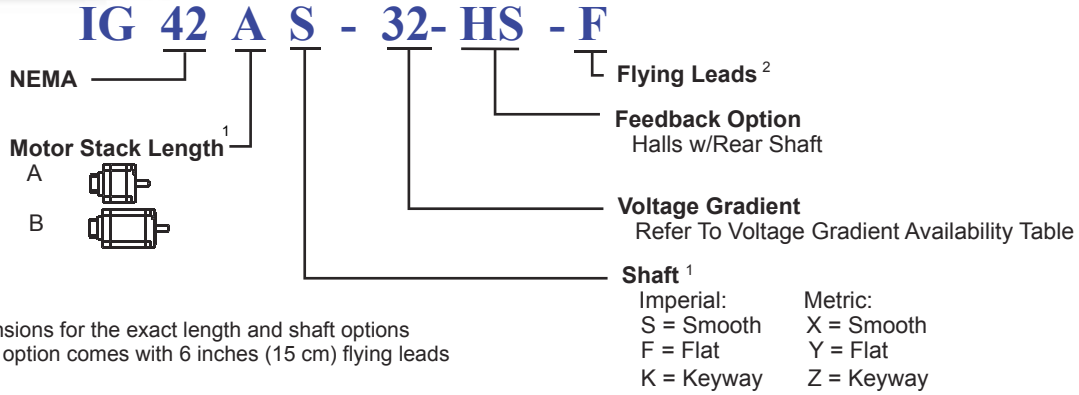 IG 42 A S - 32- HS - F
NEMA
Flying Leads 2
Feedback Option
Halls w/Rear Shaft
Motor Stack Length 1
A
B
Voltage Gradient
Refer To Voltage Gradient Availability Table
Shaft 1
Imperial: Metric:
S = Smooth X = Smooth
F = Flat Y = Flat
K = Keyway Z = Keyway
for the exact length and shaft options
option comes with 6 inches (15 cm) flying leads